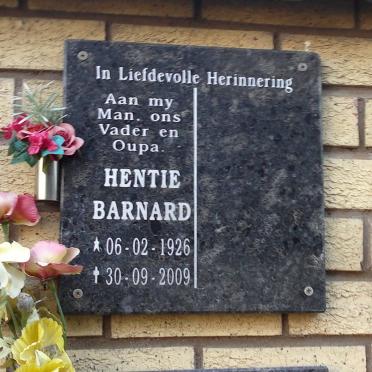 In Liefdevolle Herinnering
Aan my
Man, ons
Vader en
Oupa.
HENTIE
BARNARD
★ 06-02-1926
✝ 30-09-2009